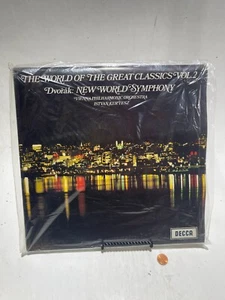 THE WORLD OF THE GREAT CLASSICS VOL.2
Dvořák: NEW WORLD SYMPHONY
VIENNA PHILHARMONIC ORCHESTRA
ISTVAN KERTESZ
DECCA